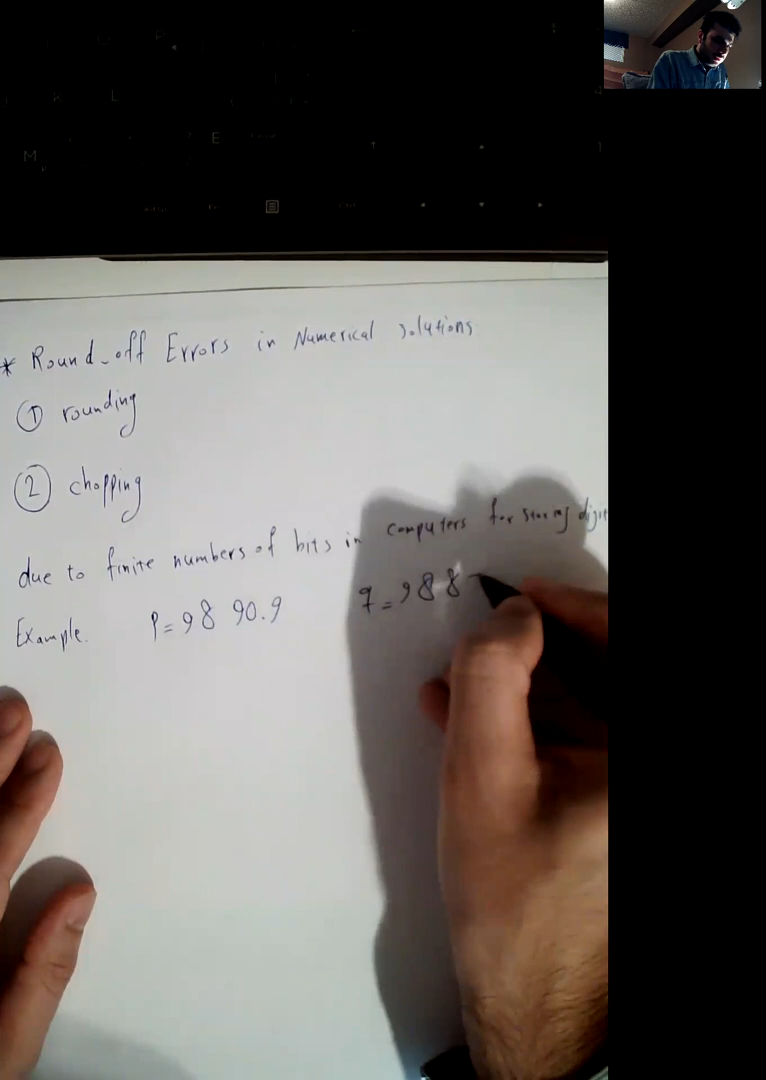 * Round-off Errors in Numerical solutions
① rounding
② chopping
due to finite numbers of bits in computers for storing digit
Example. P = 98 90.9 q = 988